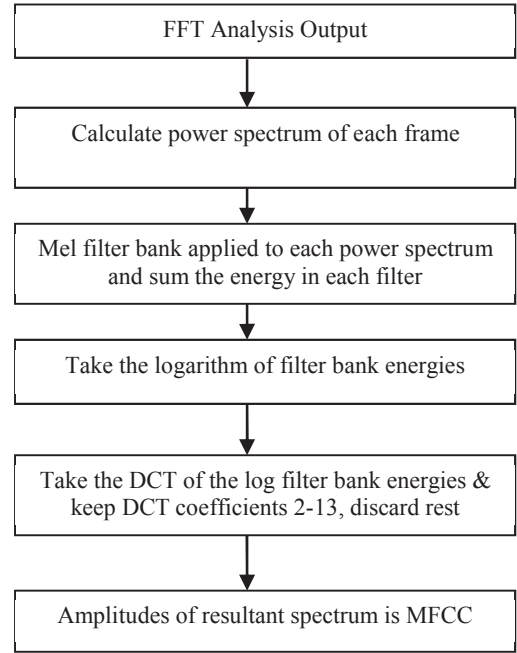 FFT Analysis Output
Calculate power spectrum of each frame
Mel filter bank applied to each power spectrum
and sum the energy in each filter
Take the logarithm of filter bank energies
Take the DCT of the log filter bank energies &
keep DCT coefficients 2-13, discard rest
Amplitudes of resultant spectrum is MFCC